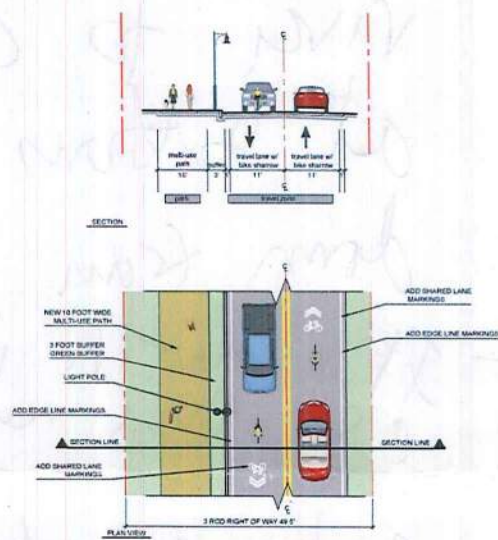 multi-use
path
buffer
travel lane w/
bike sharrow
travel lane w/
bike sharrow
10'
3'
11'
11'
path
travel zone
SECTION
ADD SHARED LANE
MARKINGS
NEW 10 FOOT WIDE
MULTI-USE PATH
ADD EDGE LINE MARKINGS
3 FOOT BUFFER
GREEN BUFFER
LIGHT POLE
ADD EDGE LINE MARKINGS
SECTION LINE
SECTION LINE
ADD SHARED LANE
MARKINGS
3 ROD RIGHT OF WAY 49.5'
PLAN VIEW